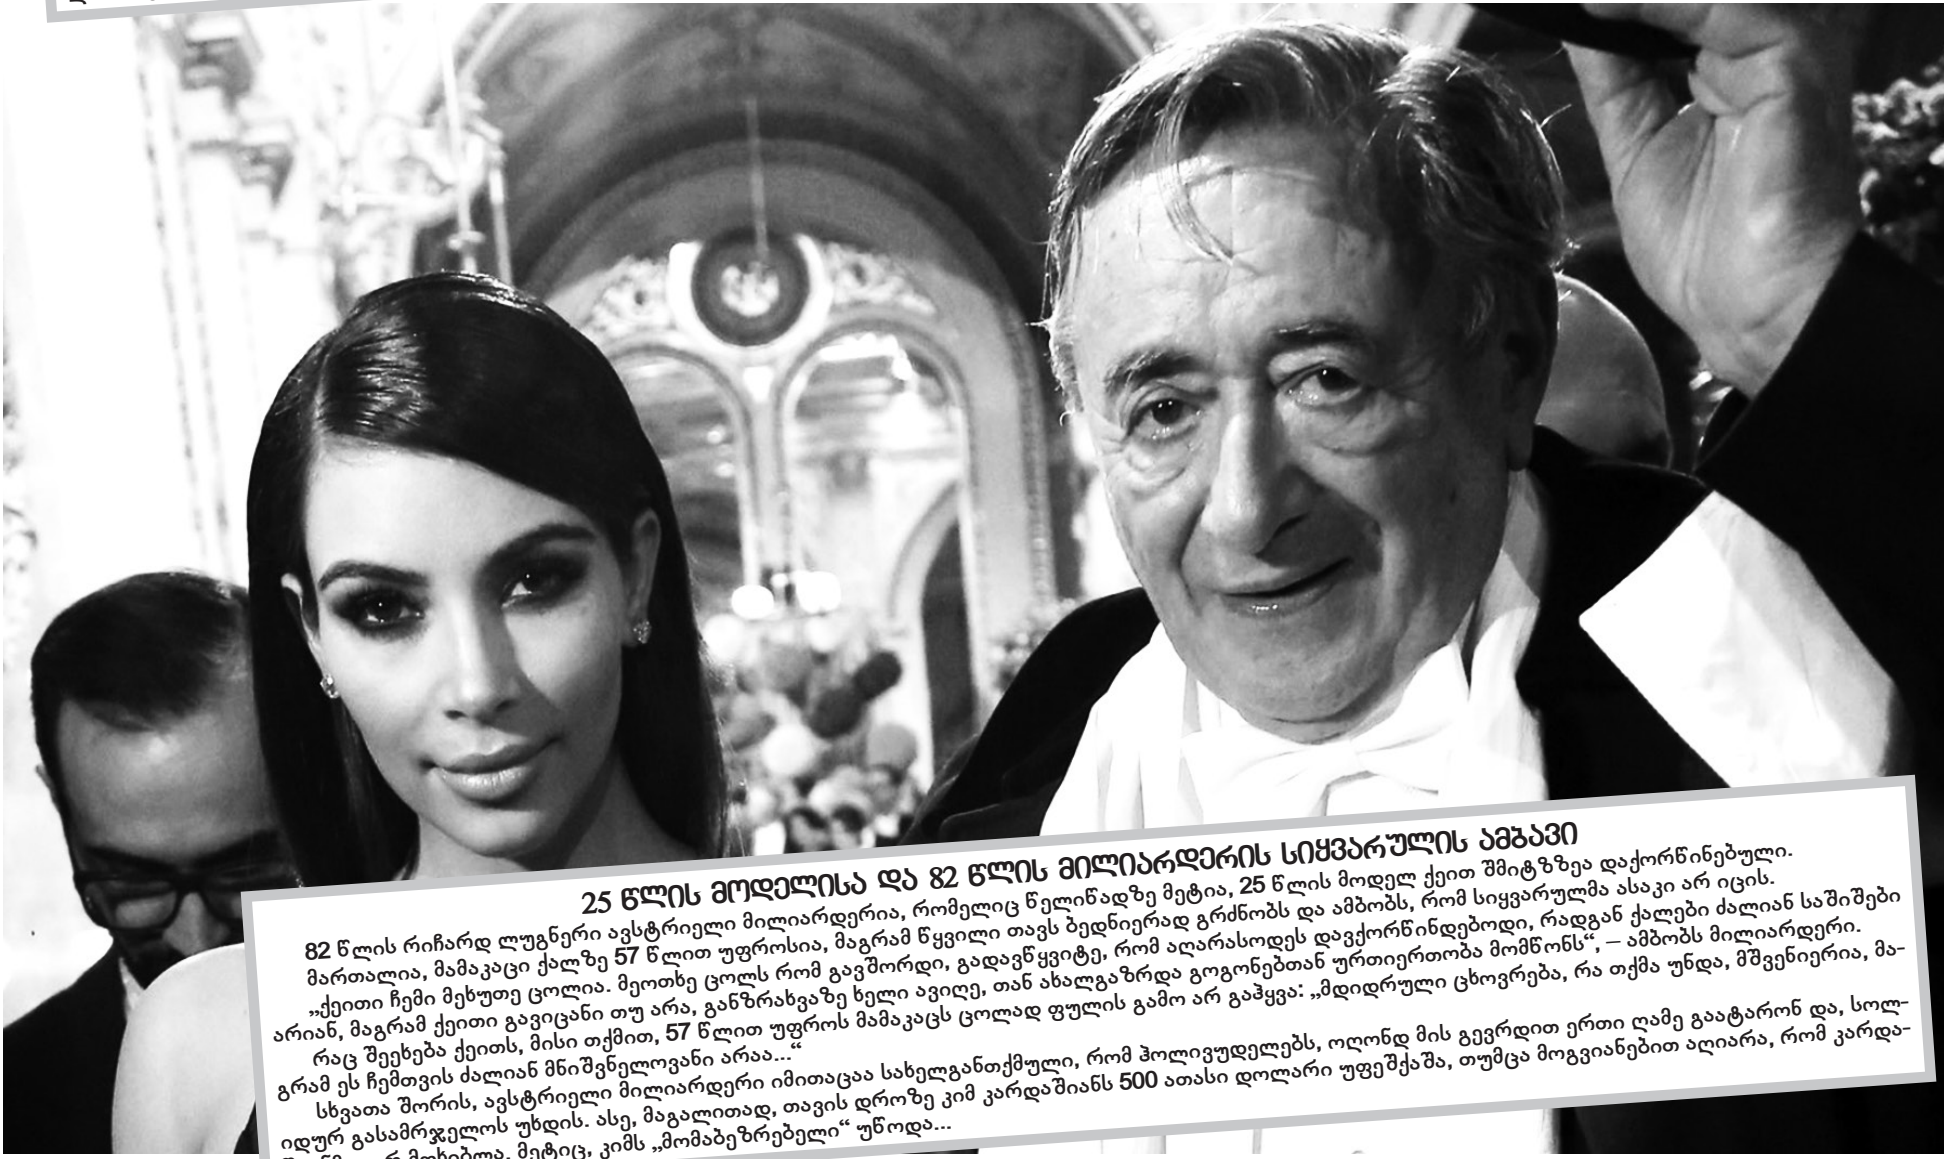 25 წლის მოდელისა და 82 წლის მილიარდერის სიყვარულის ამბავი
82 წლის რიჩარდ ლუგნერი ავსტრიელი მილიარდერია, რომელიც წელიწადზე მეტია, 25 წლის მოდელ ქეით შმიტზზეა დაქორწინებული.
მართალია, მამაკაცი ქალზე 57 წლით უფროსია, მაგრამ წყვილი თავს ბედნიერად გრძნობს და ამბობს, რომ სიყვარულმა ასაკი არ იცის.
„ქეითი ჩემი მეხუთე ცოლია. მეოთხე ცოლს რომ გავშორდი, გადავწყვიტე, რომ აღარასოდეს დავქორწინდებოდი, რადგან ქალები ძალიან საშიშები
არიან, მაგრამ ქეითი გავიცანი თუ არა, განზრახვაზე ხელი ავიღე, თან ახალგაზრდა გოგონებთან ურთიერთობა მომწონს“, – ამბობს მილიარდერი.
რაც შეეხება ქეითს, მისი თქმით, 57 წლით უფროს მამაკაცს ცოლად ფულის გამო არ გაჰყვა: „მდიდრული ცხოვრება, რა თქმა უნდა, მშვენიერია, მა-
გრამ ეს ჩემთვის ძალიან მნიშვნელოვანი არაა...“
სხვათა შორის, ავსტრიელი მილიარდერი იმითაცაა სახელგანთქმული, რომ ჰოლივუდელებს, ოღონდ მის გევრდით ერთი ღამე გაატარონ და, სოლ-
იდურ გასამრჯელოს უხდის. ასე, მაგალითად, თავის დროზე კიმ კარდაშიანს 500 ათასი დოლარი უფეშქაშა, თუმცა მოგვიანებით აღიარა, რომ კარდა-
მოხიბლა, მეტიც, კიმს „მომაბეზრებელი“ უწოდა...